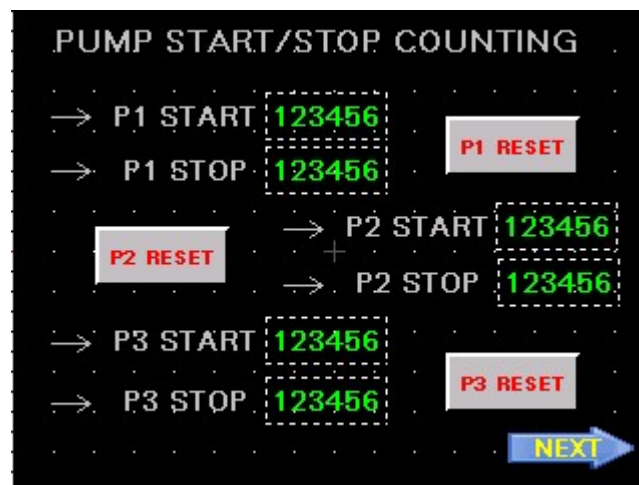 PUMP START/STOP COUNTING
P1 START 123456
P1 RESET
P1 STOP 123456
P2 START 123456
P2 RESET
P2 STOP 123456
P3 START 123456
P3 RESET
P3 STOP 123456
NEXT